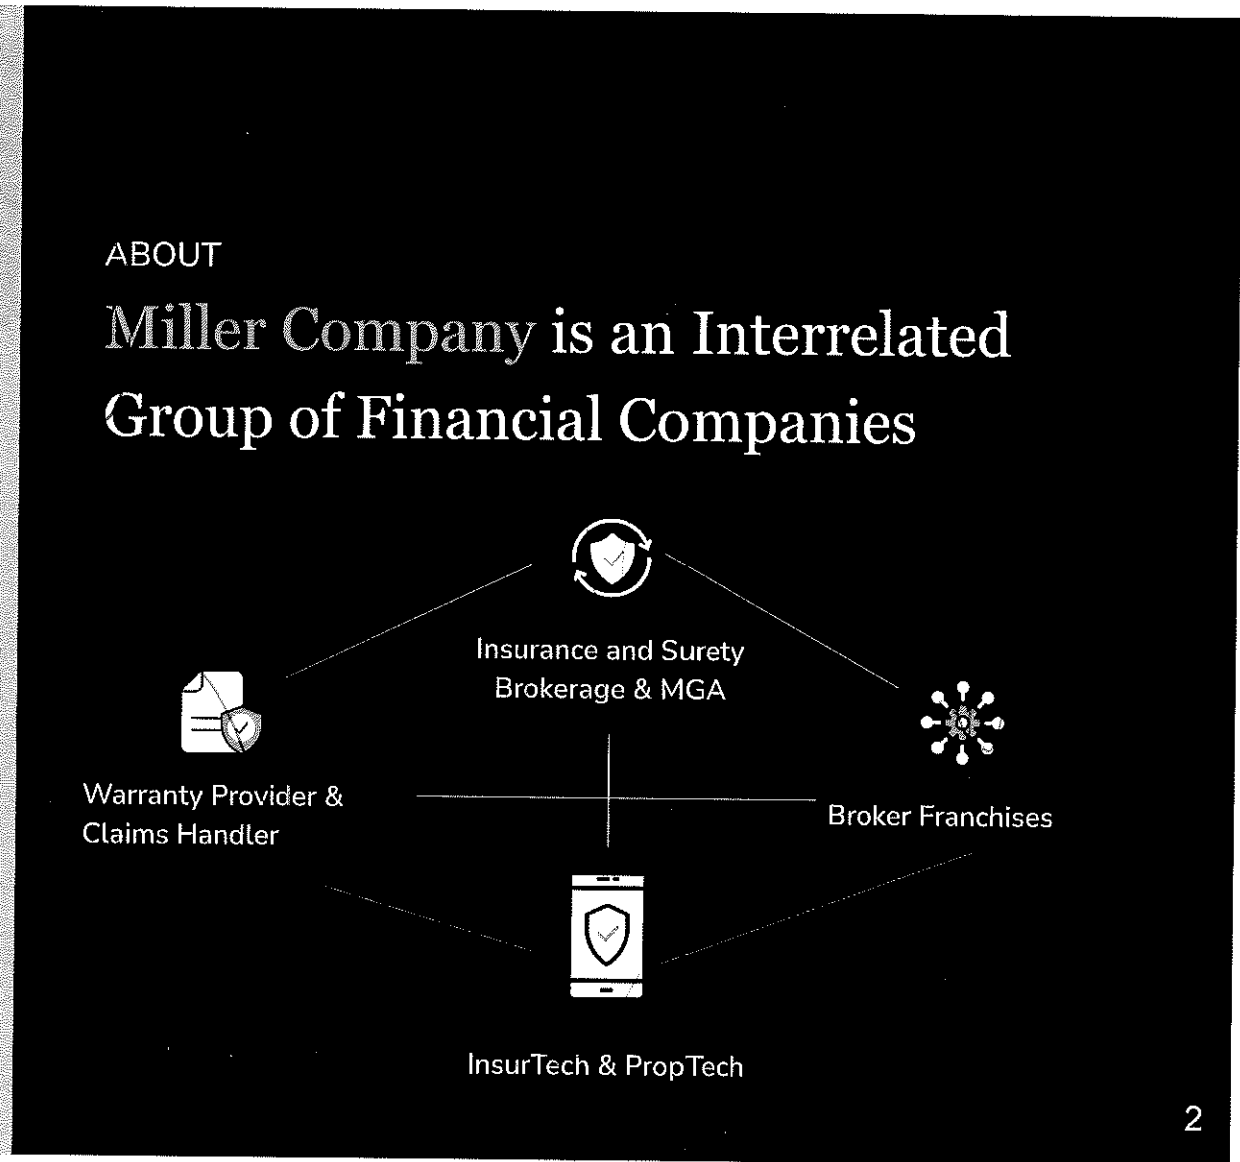 ABOUT
Miller Company is an Interrelated
Group of Financial Companies
Insurance and Surety
Brokerage & MGA
Warranty Provider &
Claims Handler
Broker Franchises
InsurTech & PropTech
2